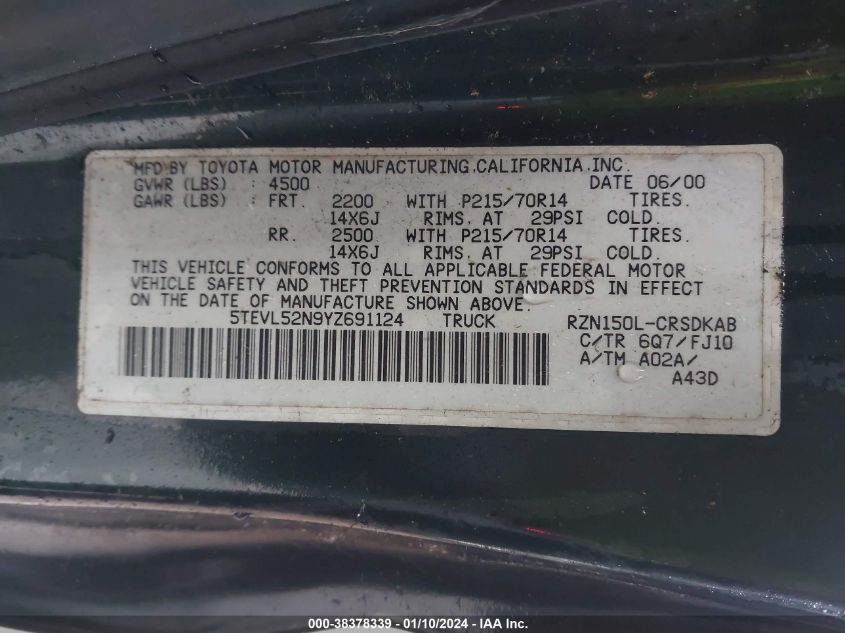 MFD BY TOYOTA MOTOR MANUFACTURING,CALIFORNIA,INC.
GVWR (LBS) : 4500 DATE 06/00
GAWR (LBS) : FRT. 2200 WITH P215/70R14 TIRES.
14X6J RIMS. AT 29PSI COLD.
RR. 2500 WITH P215/70R14 TIRES.
14X6J RIMS. AT 29PSI COLD.
THIS VEHICLE CONFORMS TO ALL APPLICABLE FEDERAL MOTOR
VEHICLE SAFETY AND THEFT PREVENTION STANDARDS IN EFFECT
ON THE DATE OF MANUFACTURE SHOWN ABOVE.
5TEVL52N9YZ691124 TRUCK RZN150L-CRSDKAB
C/TR 6Q7/FJ10
A/TM A02A/
A43D
000-38378339 - 01/10/2024 - IAA Inc.